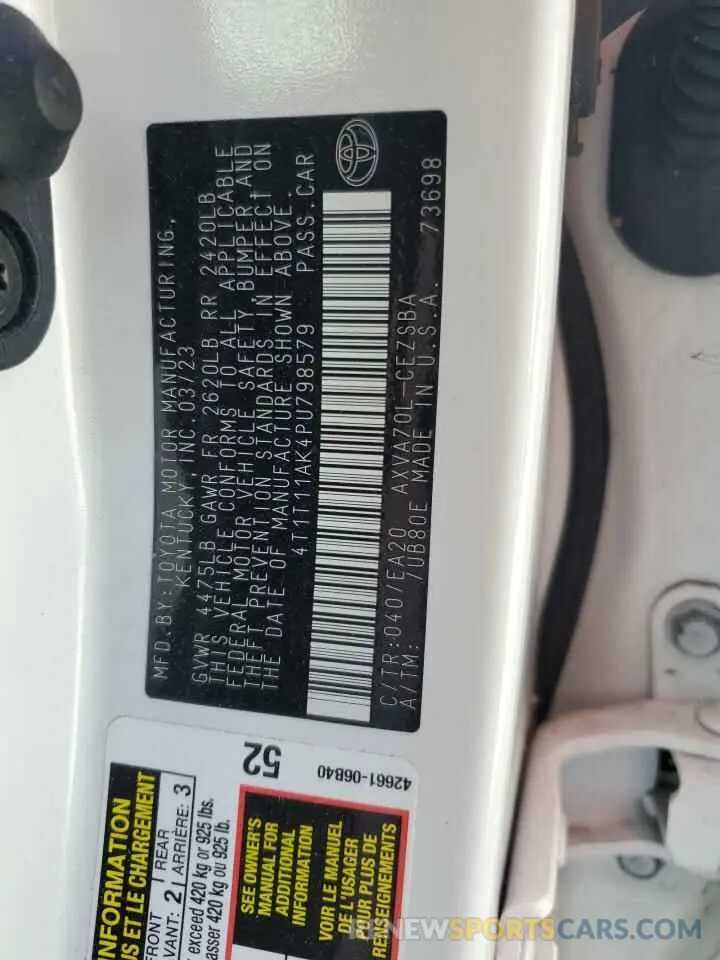 MFD. BY: TOYOTA MOTOR MANUFACTURING,
KENTUCKY, INC. 03/23
GVWR 4475LB GAWR FR 2620LB RR 2420LB
THIS VEHICLE CONFORMS TO ALL APPLICABLE
FEDERAL MOTOR VEHICLE SAFETY, BUMPER, AND
THEFT PREVENTION STANDARDS IN EFFECT ON
THE DATE OF MANUFACTURE SHOWN ABOVE.
4T1T11AK4PU798579 PASS. CAR
C/TR: 040/EA20 AXVA70L-CEZSBA
A/TM: /UB80E MADE IN U.S.A. 73698
52
42661-06B40
INFORMATION
ET LE CHARGEMENT
FRONT 2 REAR 3
VANT: ARRIÈRE:
exceed 420 kg or 925 lbs.
asser 420 kg ou 925 lb.
SEE OWNER'S
MANUAL FOR
ADDITIONAL
INFORMATION
VOIR LE MANUEL
DE L'USAGER
POUR PLUS DE
RENSEIGNEMENTS
RENEWSPORTSCARS.COM